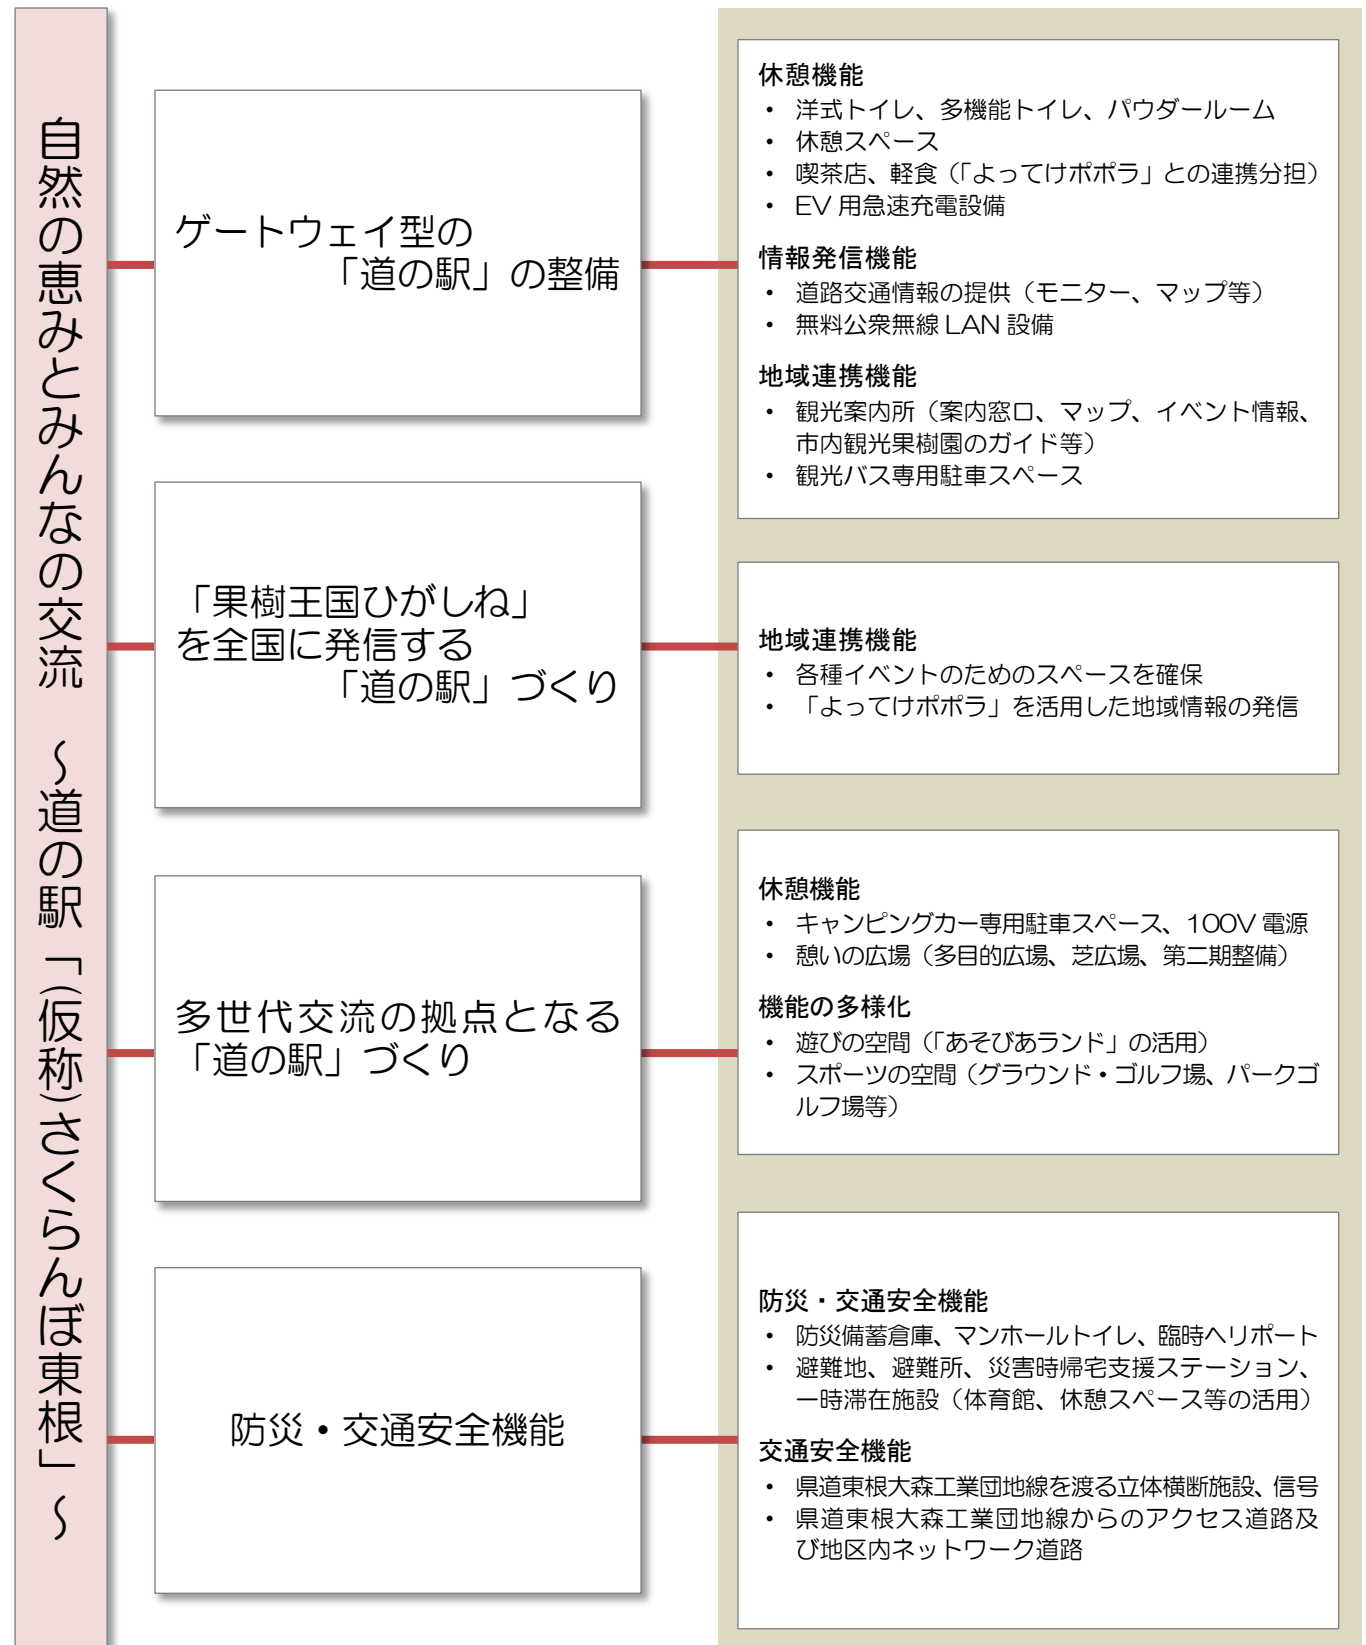 自然の恵みとみんなの交流 ～道の駅「(仮称)さくらんぼ東根」～
ゲートウェイ型の
「道の駅」の整備
休憩機能
・ 洋式トイレ、多機能トイレ、パウダールーム
・ 休憩スペース
・ 喫茶店、軽食（「よってけポポラ」との連携分担）
・ EV 用急速充電設備
情報発信機能
・ 道路交通情報の提供（モニター、マップ等）
・ 無料公衆無線 LAN 設備
地域連携機能
・ 観光案内所（案内窓口、マップ、イベント情報、
市内観光果樹園のガイド等）
・ 観光バス専用駐車スペース
「果樹王国ひがしね」
を全国に発信する
「道の駅」づくり
地域連携機能
・ 各種イベントのためのスペースを確保
・ 「よってけポポラ」を活用した地域情報の発信
多世代交流の拠点となる
「道の駅」づくり
休憩機能
・ キャンピングカー専用駐車スペース、100V 電源
・ 憩いの広場（多目的広場、芝広場、第二期整備）
機能の多様化
・ 遊びの空間（「あそびあランド」の活用）
・ スポーツの空間（グラウンド・ゴルフ場、パークゴ
ルフ場等）
防災・交通安全機能
防災・交通安全機能
・ 防災備蓄倉庫、マンホールトイレ、臨時ヘリポート
・ 避難地、避難所、災害時帰宅支援ステーション、
一時滞在施設（体育館、休憩スペース等の活用）
交通安全機能
・ 県道東根大森工業団地線を渡る立体横断施設、信号
・ 県道東根大森工業団地線からのアクセス道路及
び地区内ネットワーク道路